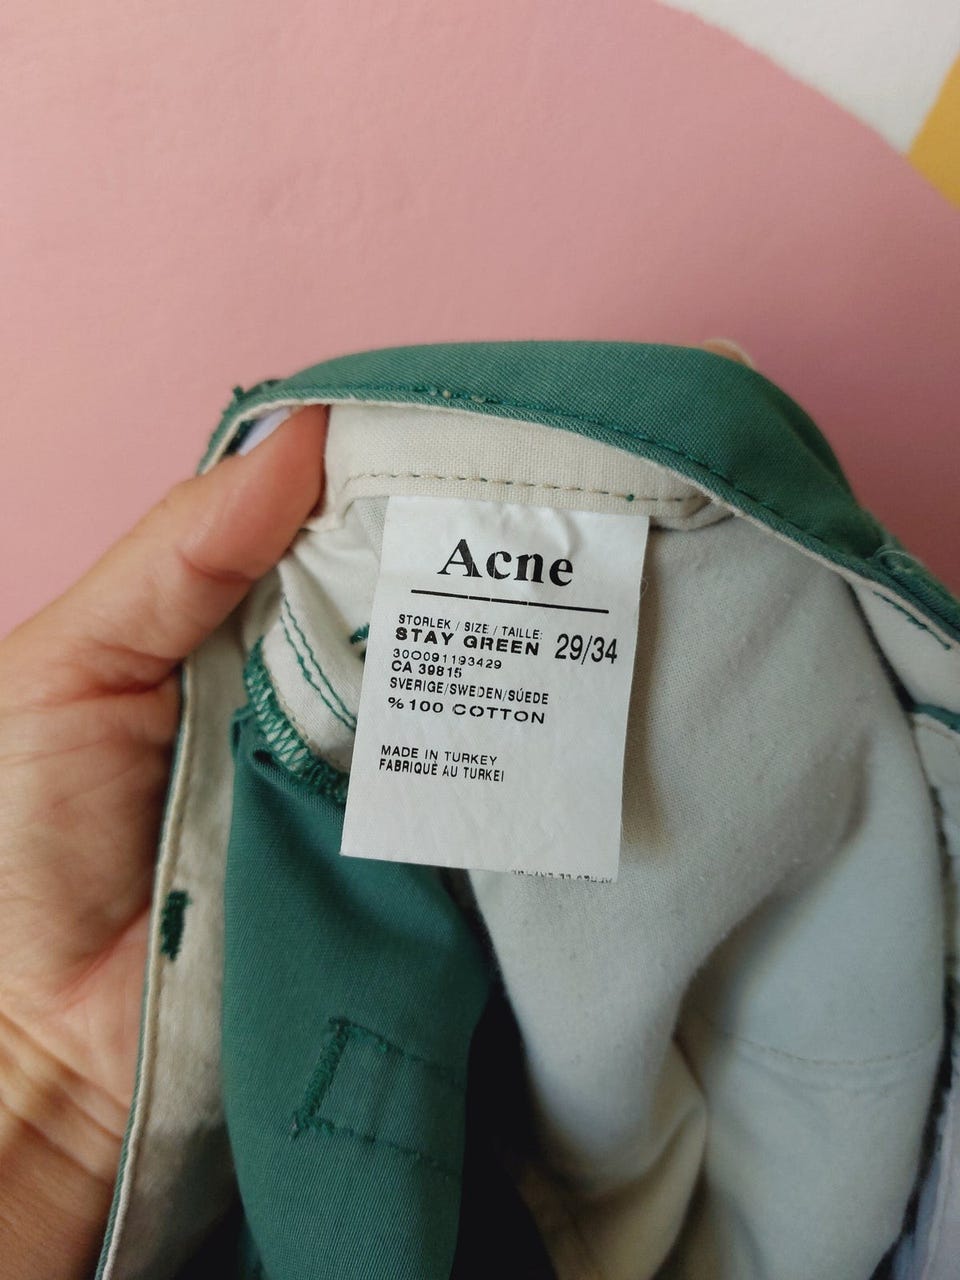 Acne
STORLEK / SIZE / TAILLE:
STAY GREEN 29/34
300091193429
CA 39815
SVERIGE/SWEDEN/SÚEDE
%100 COTTON
MADE IN TURKEY
FABRIQUÉ AU TURKEI